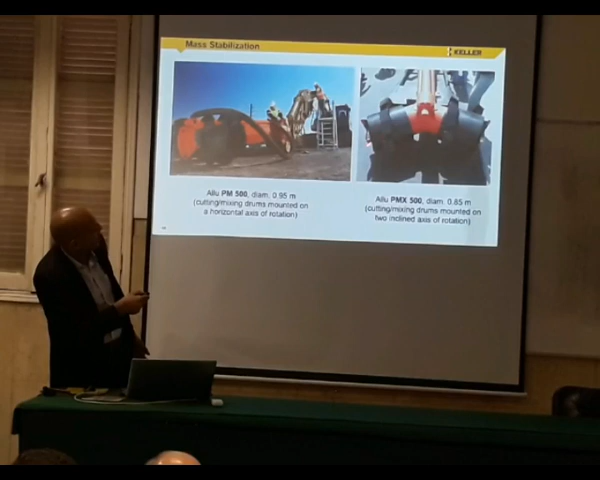 Mass Stabilization
KELLER
Allu PM 500, diam. 0.95 m
(cutting/mixing drums mounted on
a horizontal axis of rotation)
Allu PMX 500, diam. 0.85 m
(cutting/mixing drums mounted on
two inclined axis of rotation)